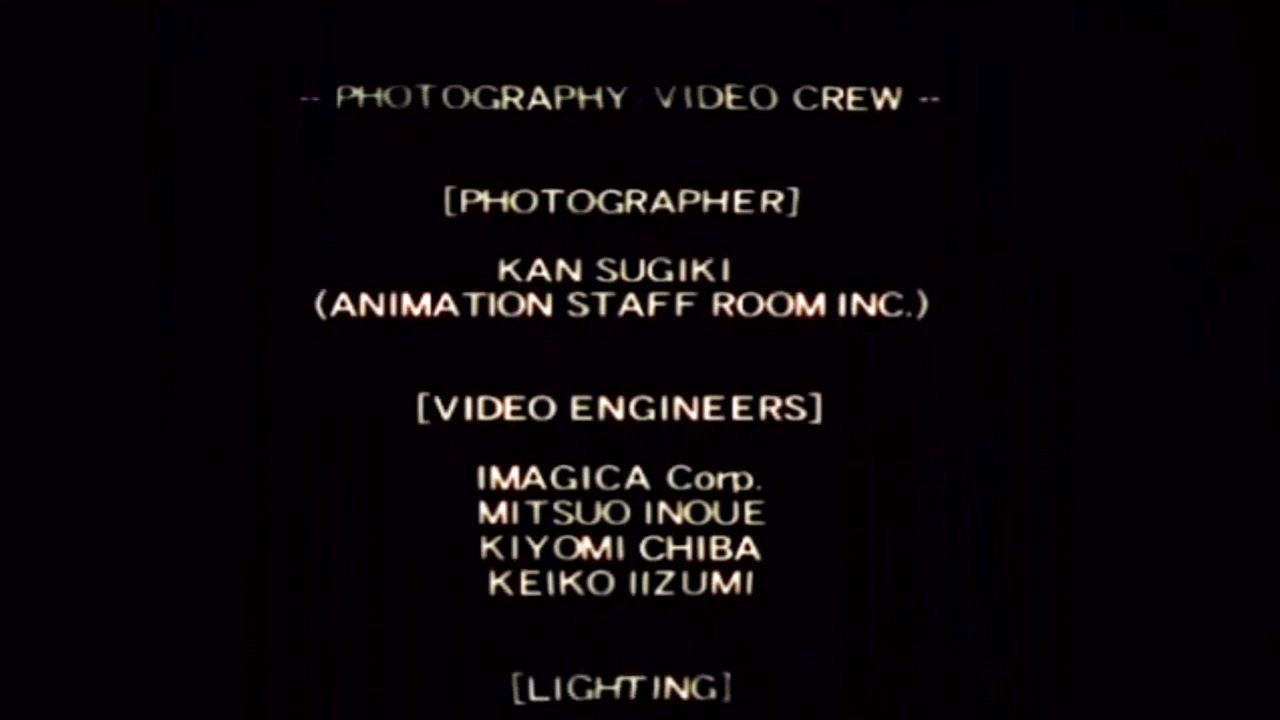 -- PHOTOGRAPHY VIDEO CREW --
[PHOTOGRAPHER]
KAN SUGIKI
(ANIMATION STAFF ROOM INC.)
[VIDEO ENGINEERS]
IMAGICA Corp.
MITSUO INOUE
KIYOMI CHIBA
KEIKO IIZUMI
[LIGHTING]